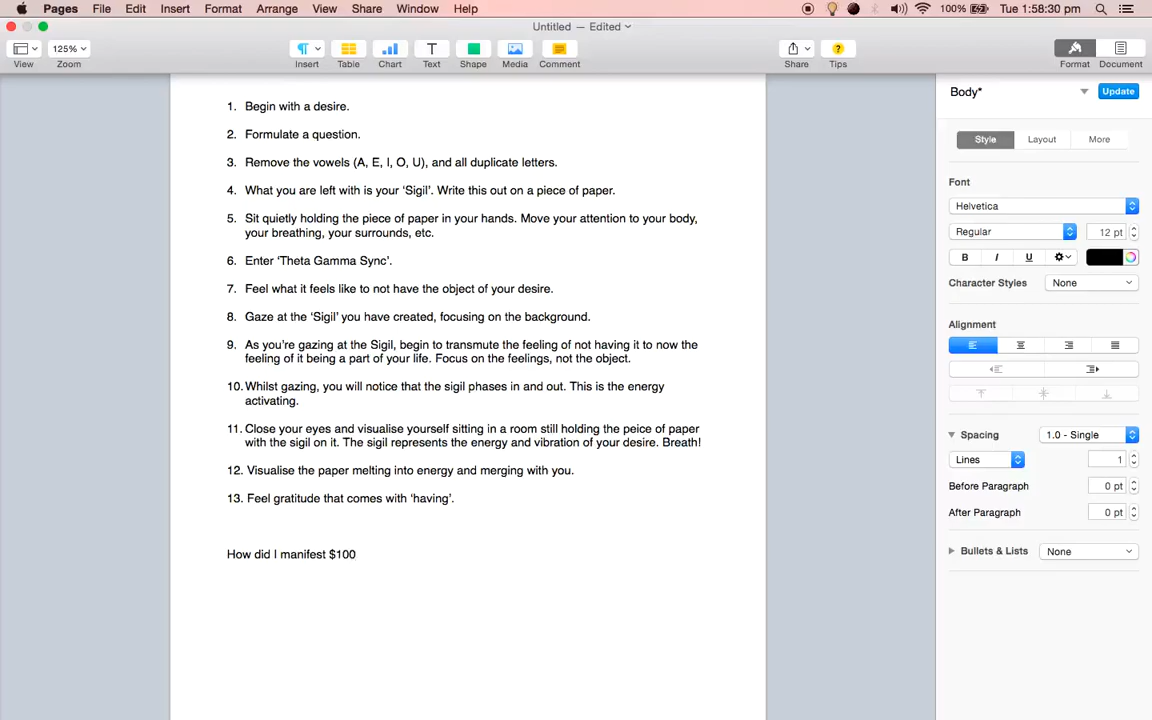 Pages File Edit Insert Format Arrange View Share Window Help 100% Tue 1:58:30 pm
Untitled — Edited
125%
View Zoom Insert Table Chart Text Shape Media Comment Share Tips Format Document
Body* Update
Style Layout More
Font
Helvetica
Regular 12 pt
B I U
Character Styles None
Alignment
Spacing 1.0 - Single
Lines 1
Before Paragraph 0 pt
After Paragraph 0 pt
Bullets & Lists None
1. Begin with a desire.
2. Formulate a question.
3. Remove the vowels (A, E, I, O, U), and all duplicate letters.
4. What you are left with is your ‘Sigil’. Write this out on a piece of paper.
5. Sit quietly holding the piece of paper in your hands. Move your attention to your body,
your breathing, your surrounds, etc.
6. Enter ‘Theta Gamma Sync’.
7. Feel what it feels like to not have the object of your desire.
8. Gaze at the ‘Sigil’ you have created, focusing on the background.
9. As you’re gazing at the Sigil, begin to transmute the feeling of not having it to now the
feeling of it being a part of your life. Focus on the feelings, not the object.
10. Whilst gazing, you will notice that the sigil phases in and out. This is the energy
activating.
11. Close your eyes and visualise yourself sitting in a room still holding the peice of paper
with the sigil on it. The sigil represents the energy and vibration of your desire. Breath!
12. Visualise the paper melting into energy and merging with you.
13. Feel gratitude that comes with ‘having’.
How did I manifest $100